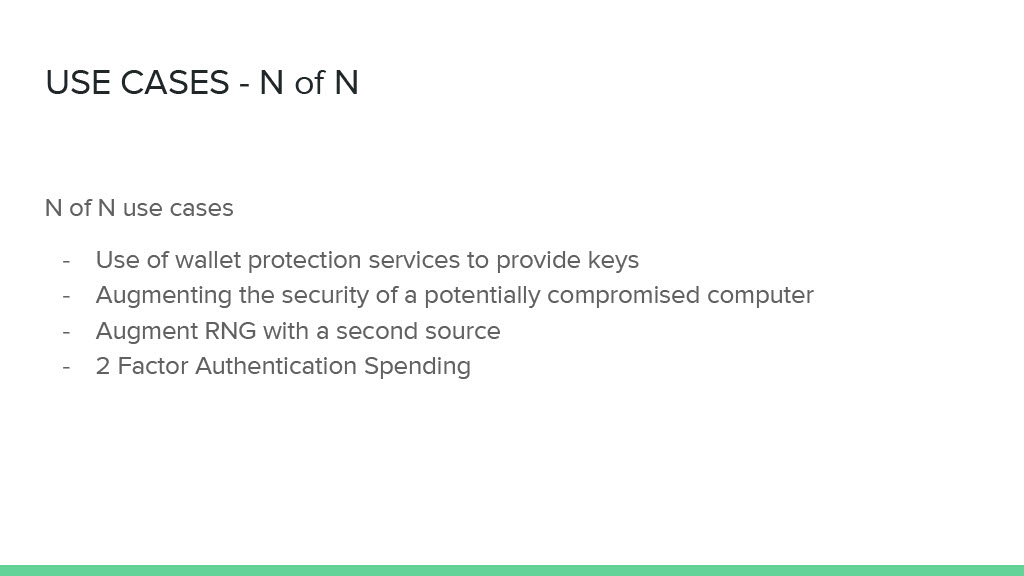 USE CASES - N of N
N of N use cases
- Use of wallet protection services to provide keys
- Augmenting the security of a potentially compromised computer
- Augment RNG with a second source
- 2 Factor Authentication Spending